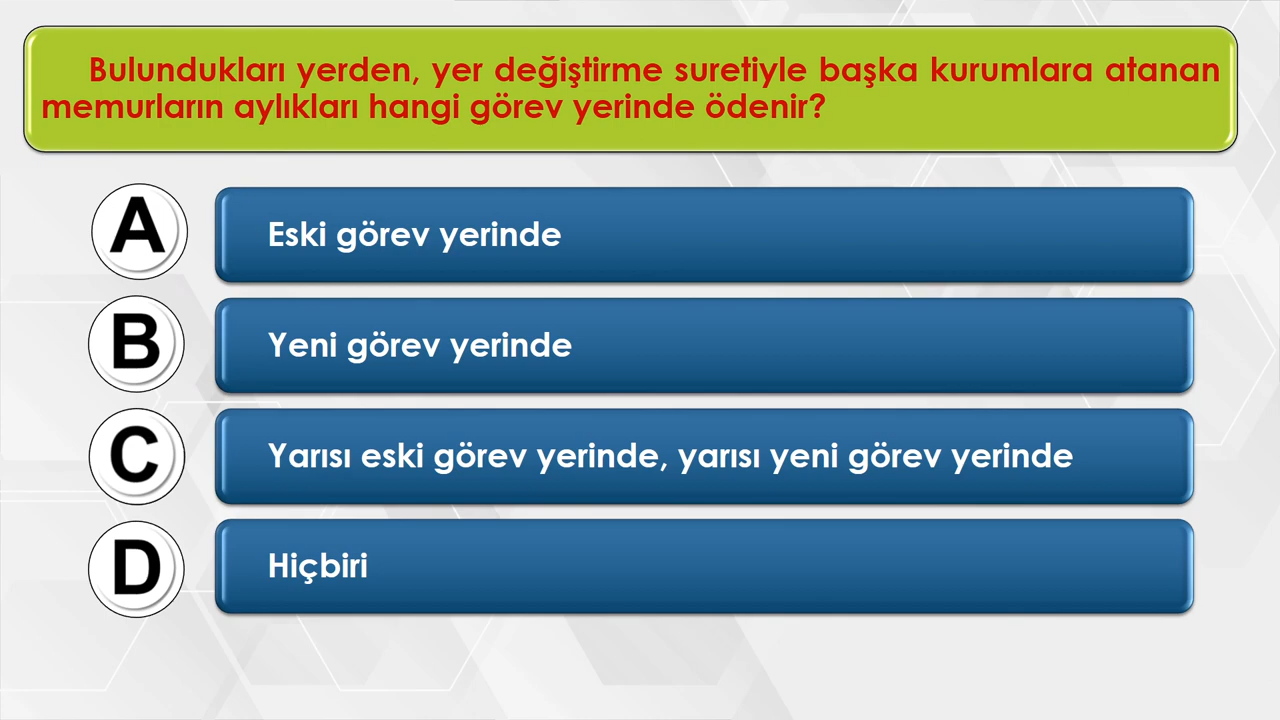 Bulundukları yerden, yer değiştirme suretiyle başka kurumlara atanan
memurların aylıkları hangi görev yerinde ödenir?
A
Eski görev yerinde
B
Yeni görev yerinde
C
Yarısı eski görev yerinde, yarısı yeni görev yerinde
D
Hiçbiri